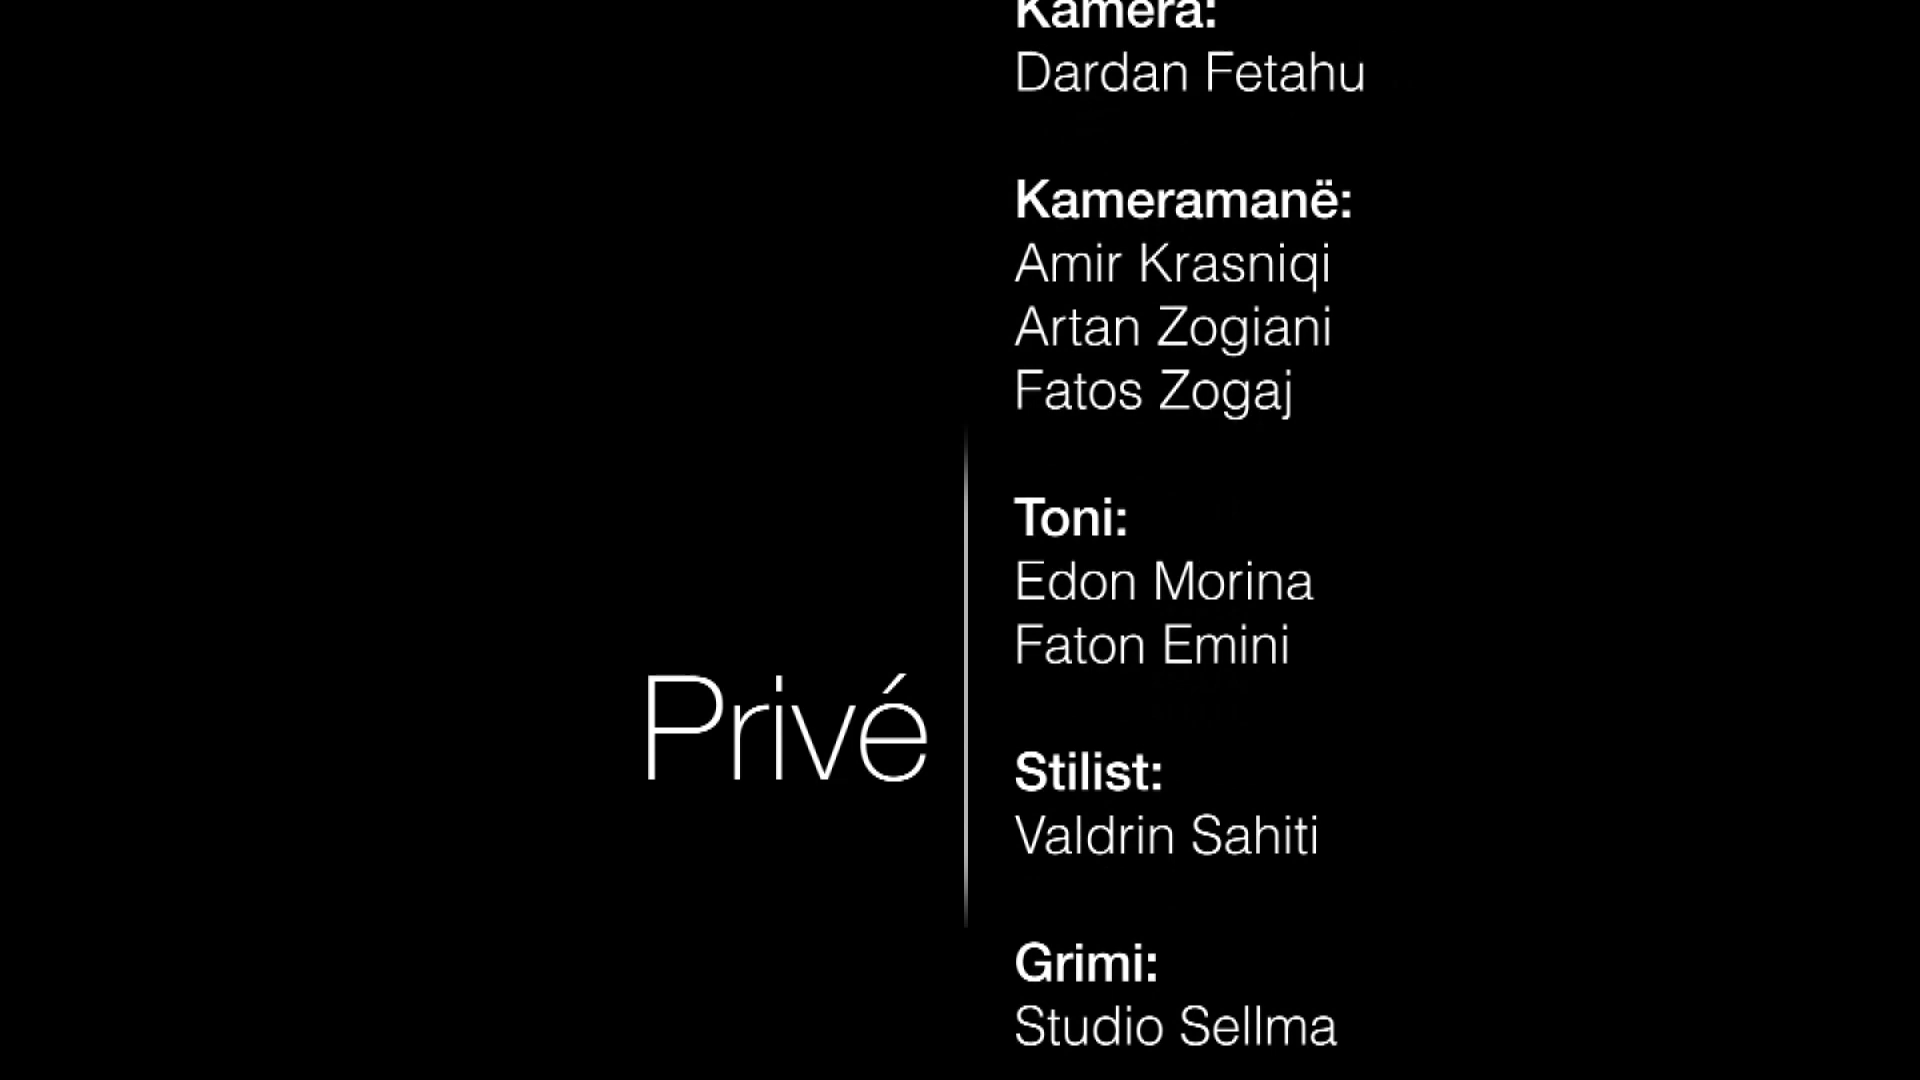 Kamera:
Dardan Fetahu
Kameramanë:
Amir Krasniqi
Artan Zogiani
Fatos Zogaj
Toni:
Edon Morina
Faton Emini
Privé
Stilist:
Valdrin Sahiti
Grimi:
Studio Sellma